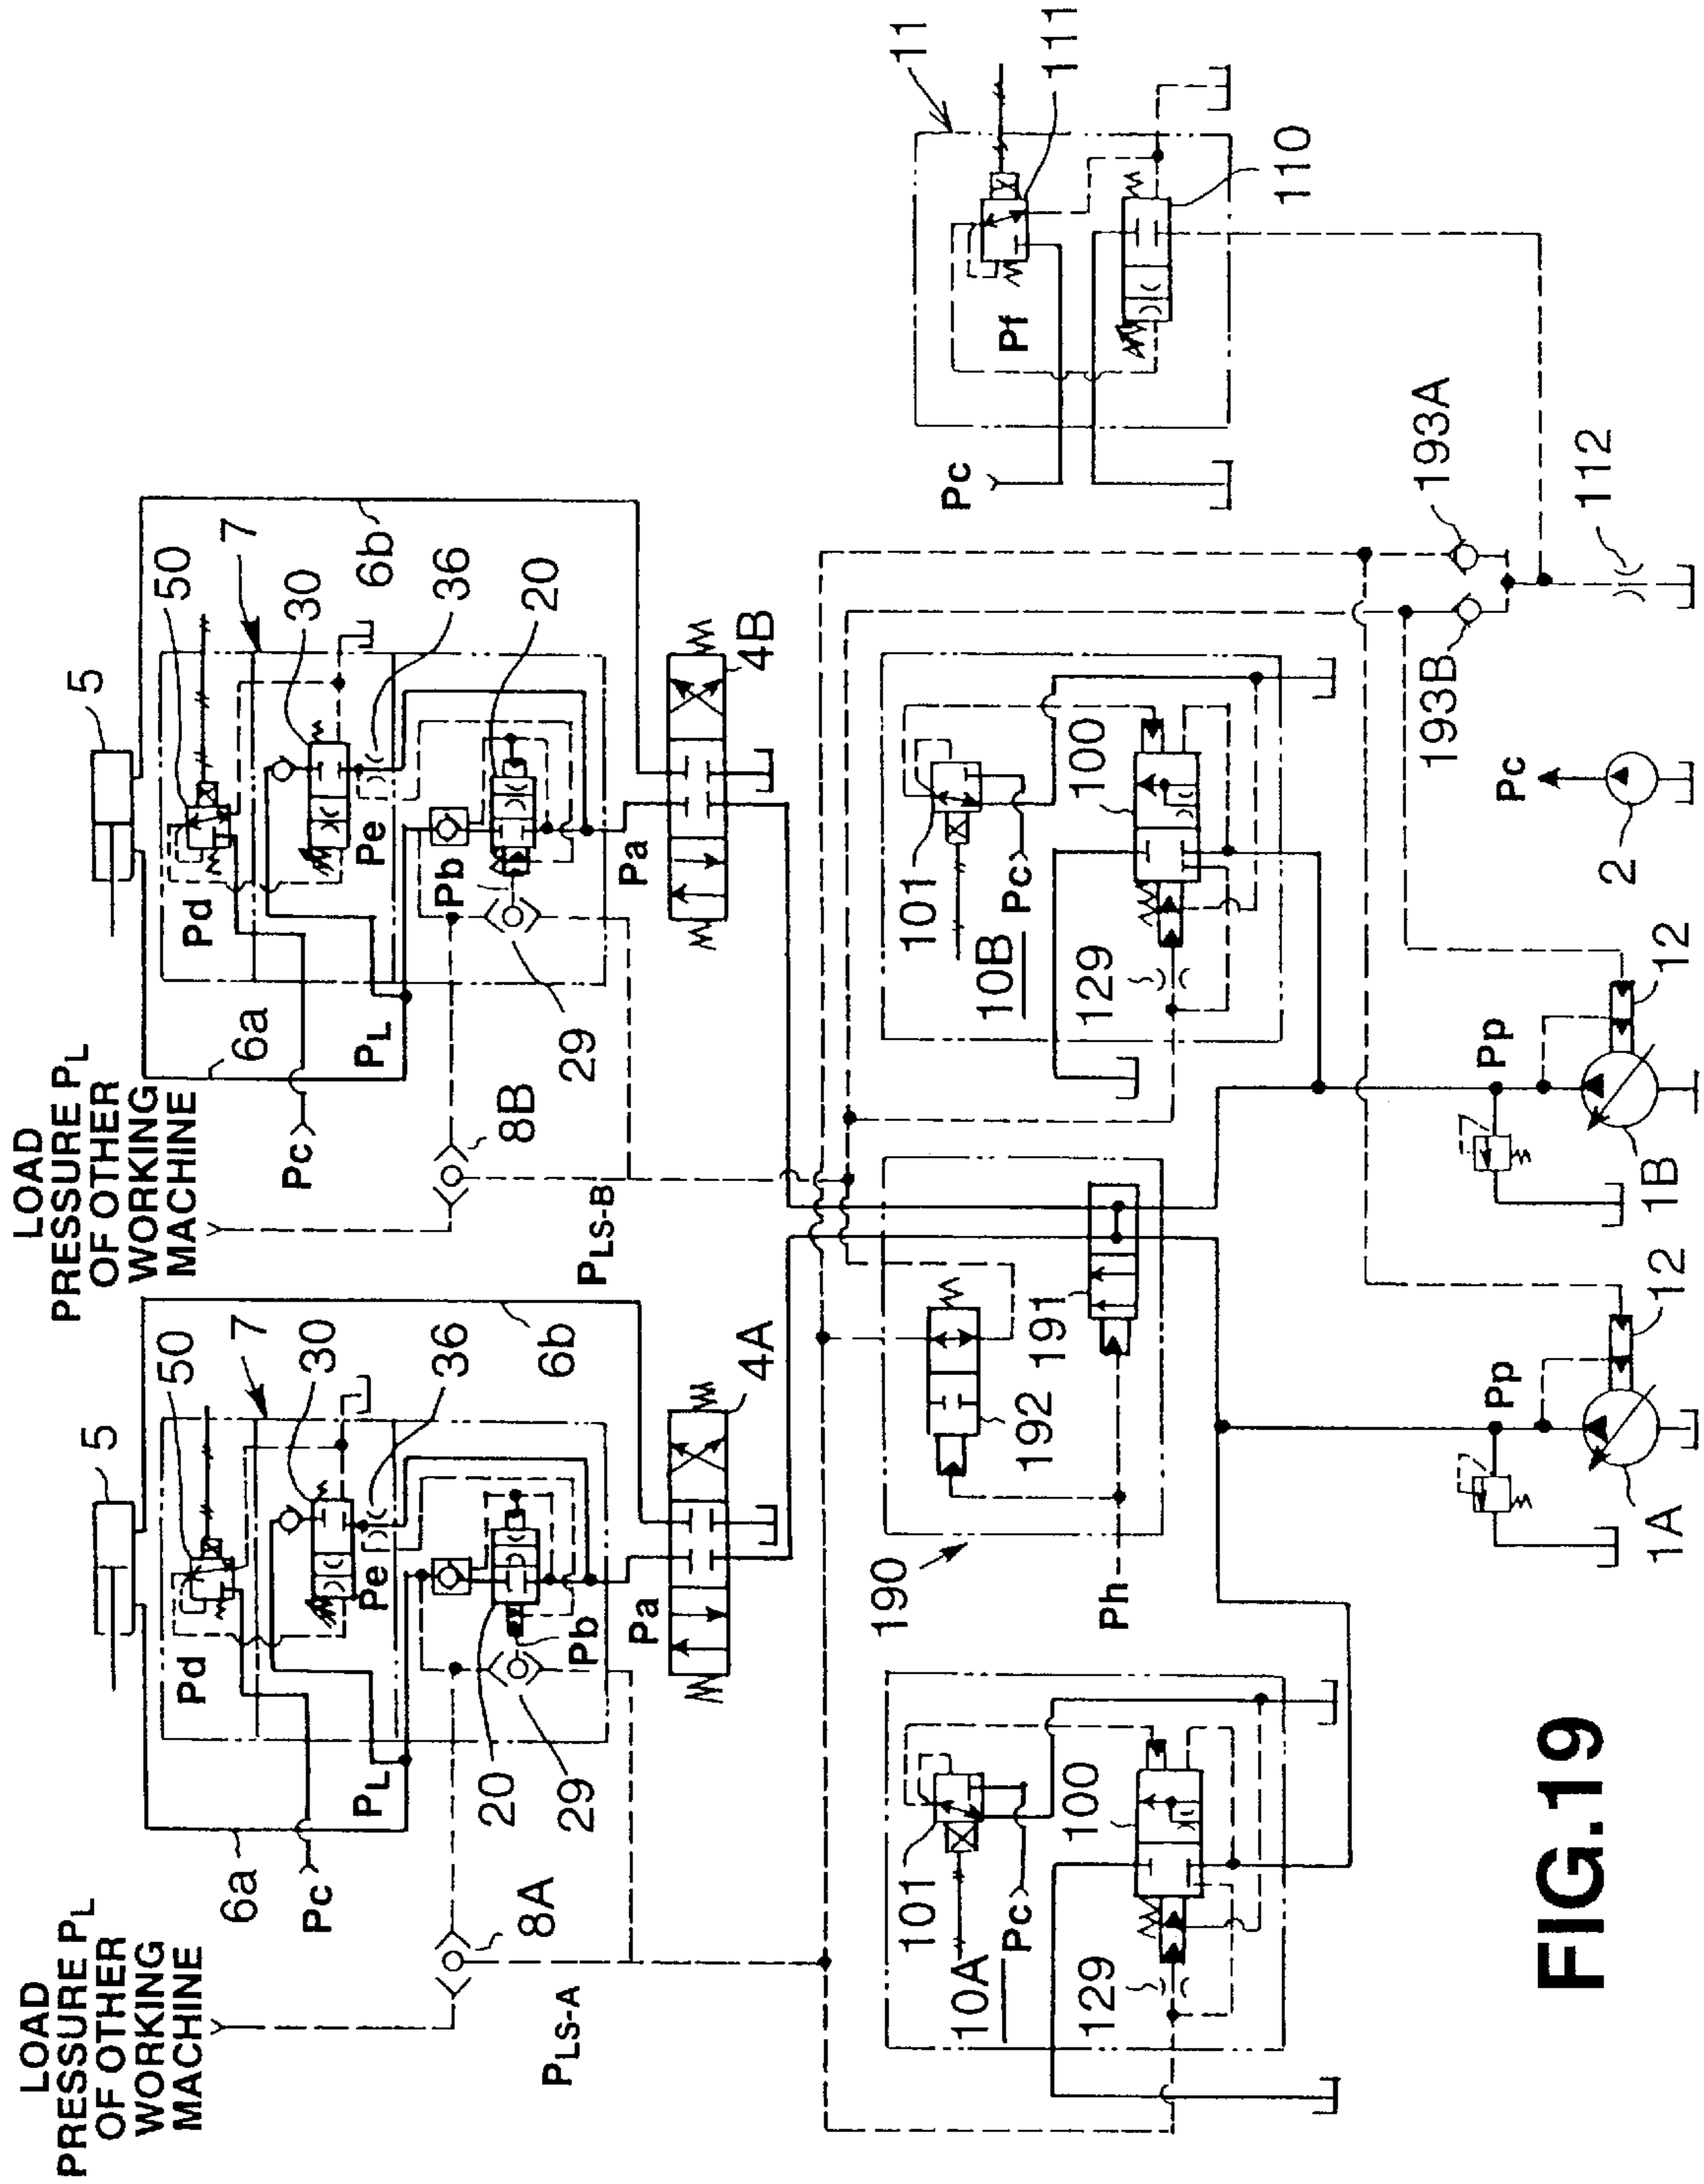 LOAD
PRESSURE PL
OF OTHER
WORKING
MACHINE
LOAD
PRESSURE PL
OF OTHER
WORKING
MACHINE
5
50
7
30
36
6b
6a
Pd
Pe
PL
Pc
Pb
Pa
20
29
8A
4A
PLS-A
5
50
7
30
36
20
6b
6a
Pd
Pe
PL
Pc
Pb
Pa
29
8B
4B
PLS-B
11
111
110
Pf
Pc
193A
193B
112
10A
101
100
129
Pc
190
192
191
Ph
10B
101
100
129
Pc
Pc
2
Pp
12
1A
Pp
12
1B
FIG.19